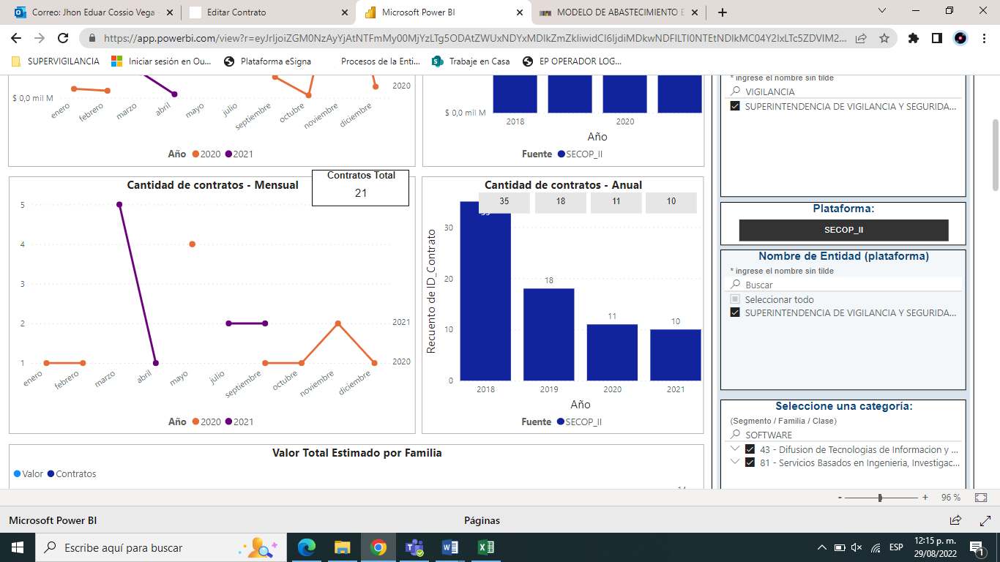 Correo: Jhon Eduar Cossio Vega
Editar Contrato
Microsoft Power BI
MODELO DE ABASTECIMIENTO E
SUPERVIGILANCIA
Iniciar sesión en Ou...
Plataforma eSigna
Procesos de la Enti...
Trabaje en Casa
EP OPERADOR LOG...
$ 0,0 mil M
enero
febrero
marzo
abril
mayo
julio
septiembre
octubre
noviembre
diciembre
2020
Año 2020 2021
$ 0,0 mil M
2018
2020
Año
Fuente SECOP_II
* ingrese el nombre sin tilde
VIGILANCIA
SUPERINTENDENCIA DE VIGILANCIA Y SEGURIDA...
Cantidad de contratos - Mensual
Contratos Total
21
5
4
3
2
1
2021
2020
enero
febrero
marzo
abril
mayo
julio
septiembre
octubre
noviembre
diciembre
Año 2020 2021
Cantidad de contratos - Anual
35 18 11 10
Recuento de ID_Contrato
30
20
10
0
18
11
10
2018 2019 2020 2021
Año
Fuente SECOP_II
Plataforma:
SECOP_II
Nombre de Entidad (plataforma)
* ingrese el nombre sin tilde
Buscar
Seleccionar todo
SUPERINTENDENCIA DE VIGILANCIA Y SEGURIDA...
Seleccione una categoría:
(Segmento / Familia / Clase)
SOFTWARE
43 - Difusion de Tecnologias de Informacion y ...
81 - Servicios Basados en Ingenieria, Investigac...
Valor Total Estimado por Familia
Valor Contratos
- + 96 %
Microsoft Power BI
Páginas
Escribe aquí para buscar
ESP
12:15 p. m.
29/08/2022
1